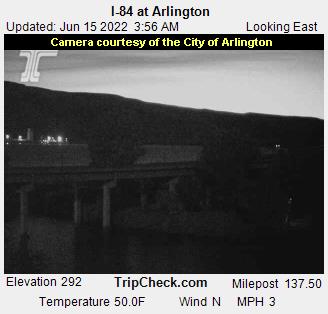 I-84 at Arlington
Updated: Jun 15 2022 3:56 AM Looking East
Camera courtesy of the City of Arlington
Elevation 292 TripCheck.com Milepost 137.50
Temperature 50.0F Wind N MPH 3